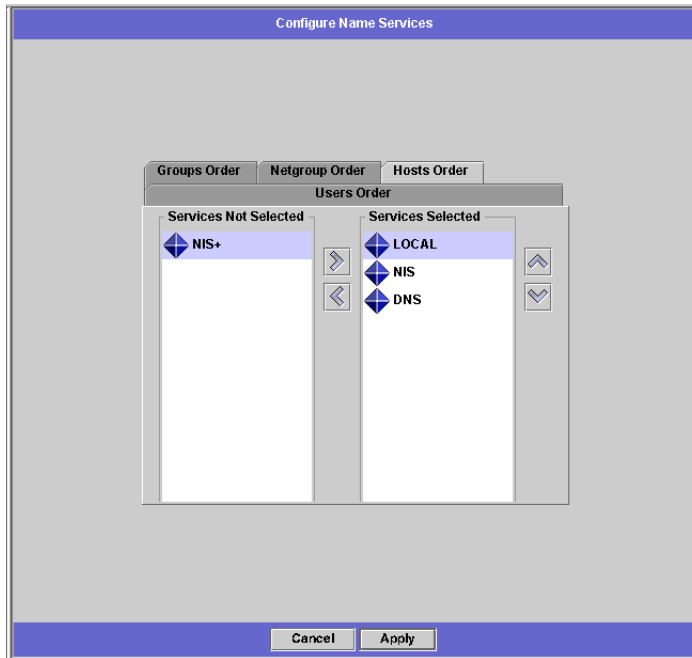 Configure Name Services
Groups Order Netgroup Order Hosts Order
Users Order
Services Not Selected Services Selected
NIS+ LOCAL
NIS
DNS
Cancel Apply